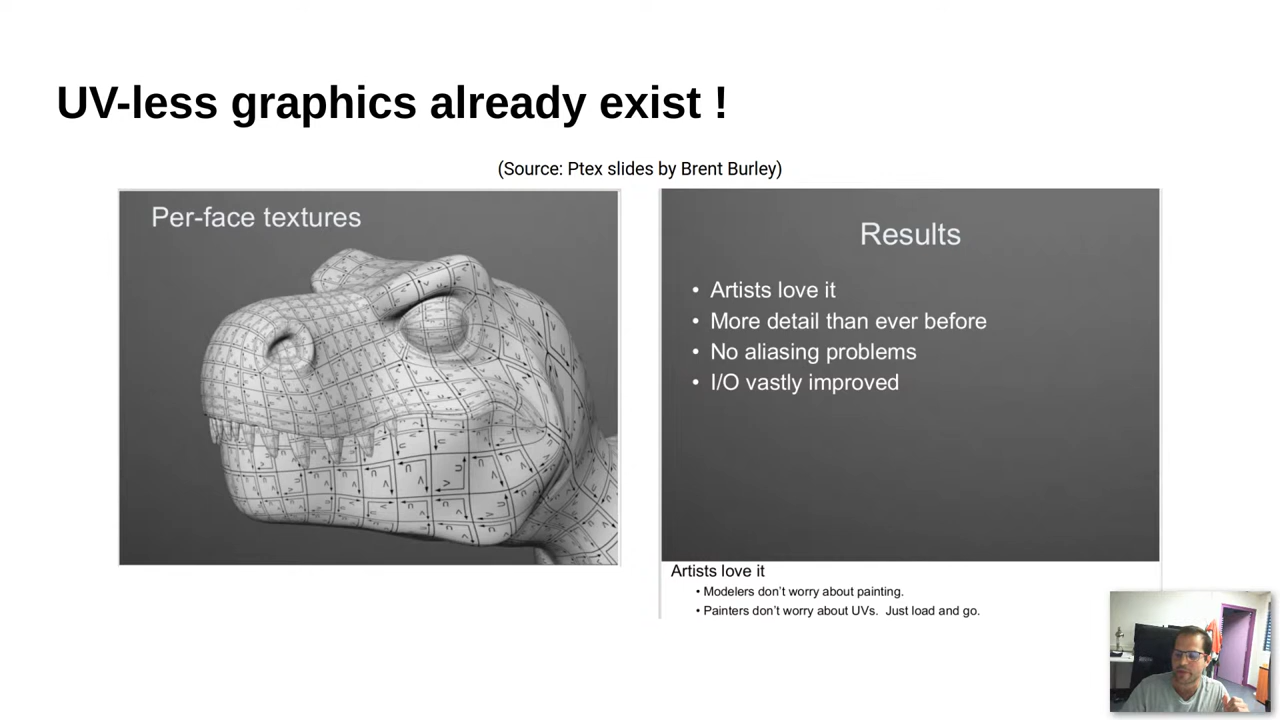 UV-less graphics already exist !
(Source: Ptex slides by Brent Burley)
Per-face textures
Results
• Artists love it
• More detail than ever before
• No aliasing problems
• I/O vastly improved
Artists love it
• Modelers don't worry about painting.
• Painters don't worry about UVs.  Just load and go.